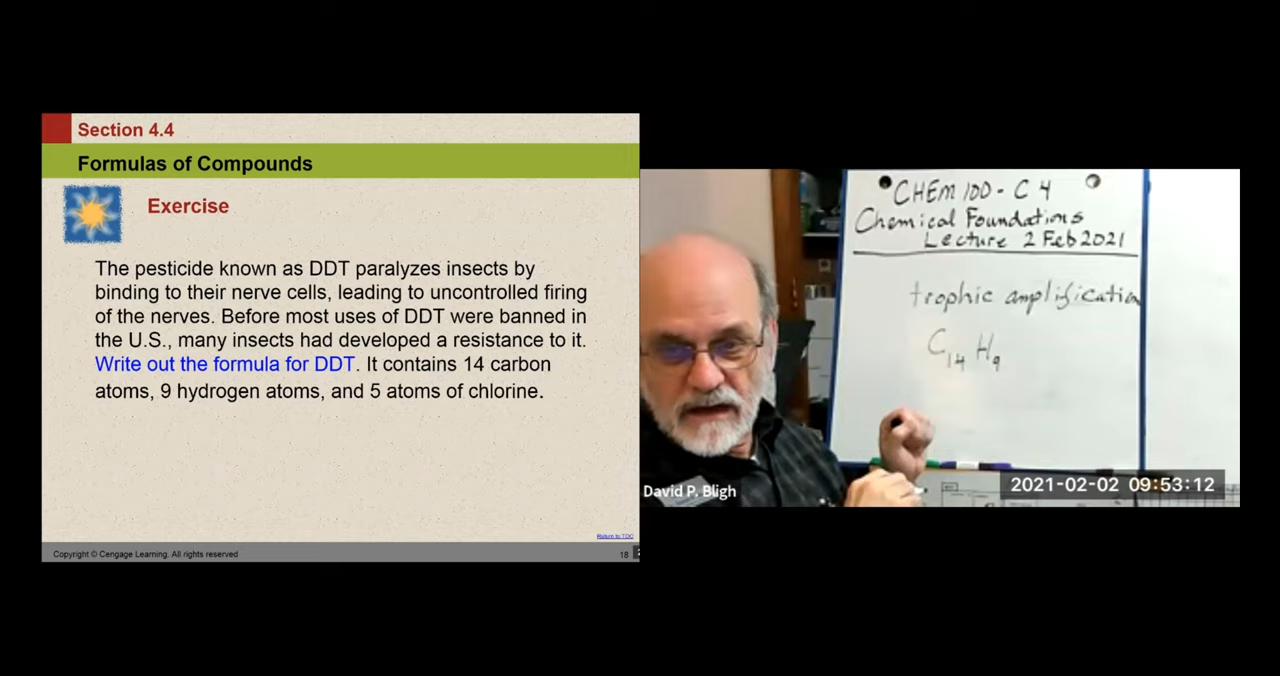 Section 4.4
Formulas of Compounds
Exercise
The pesticide known as DDT paralyzes insects by
binding to their nerve cells, leading to uncontrolled firing
of the nerves. Before most uses of DDT were banned in
the U.S., many insects had developed a resistance to it.
Write out the formula for DDT. It contains 14 carbon
atoms, 9 hydrogen atoms, and 5 atoms of chlorine.
Return to TOC
Copyright © Cengage Learning. All rights reserved
18
CHEM 100 - C 4
Chemical Foundations
Lecture 2 Feb 2021
trophic amplification
C14 H9
David P. Bligh
2021-02-02 09:53:12